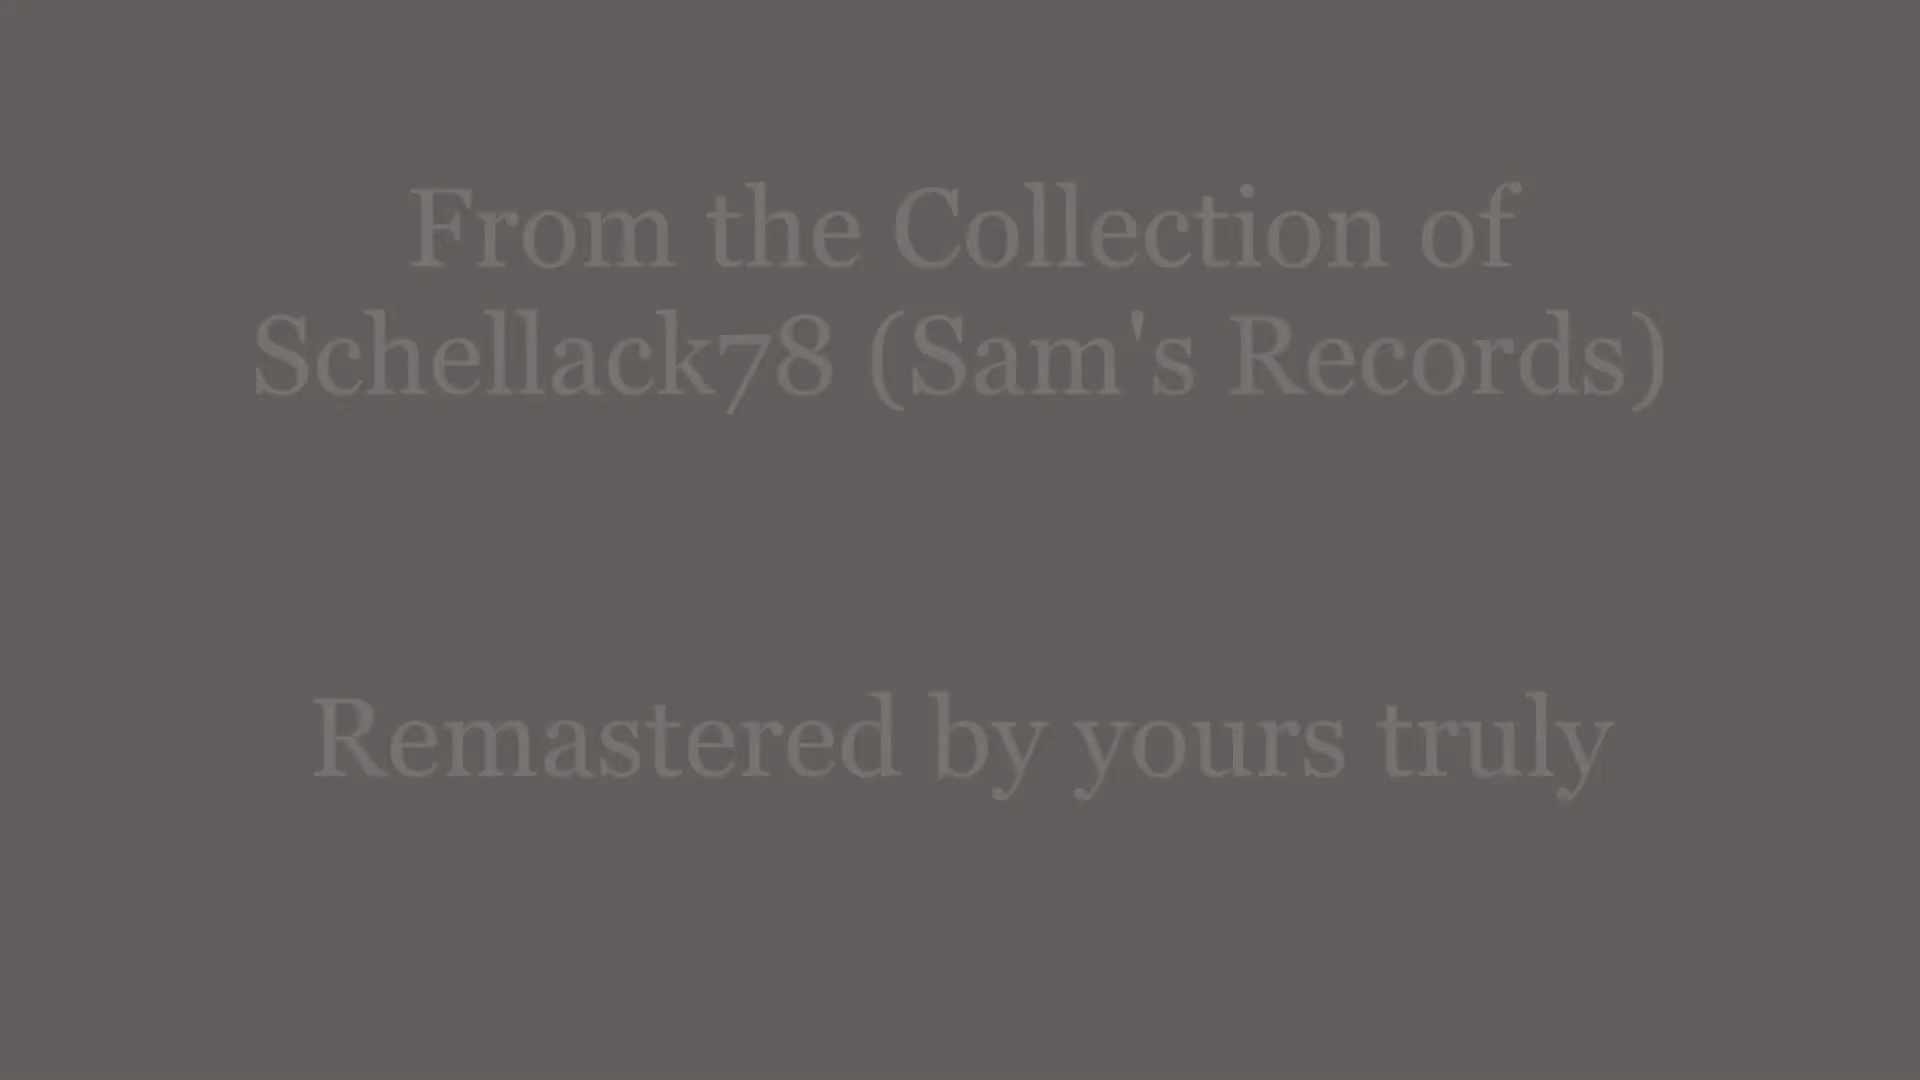 From the Collection of
Schellack78 (Sam's Records)
Remastered by yours truly